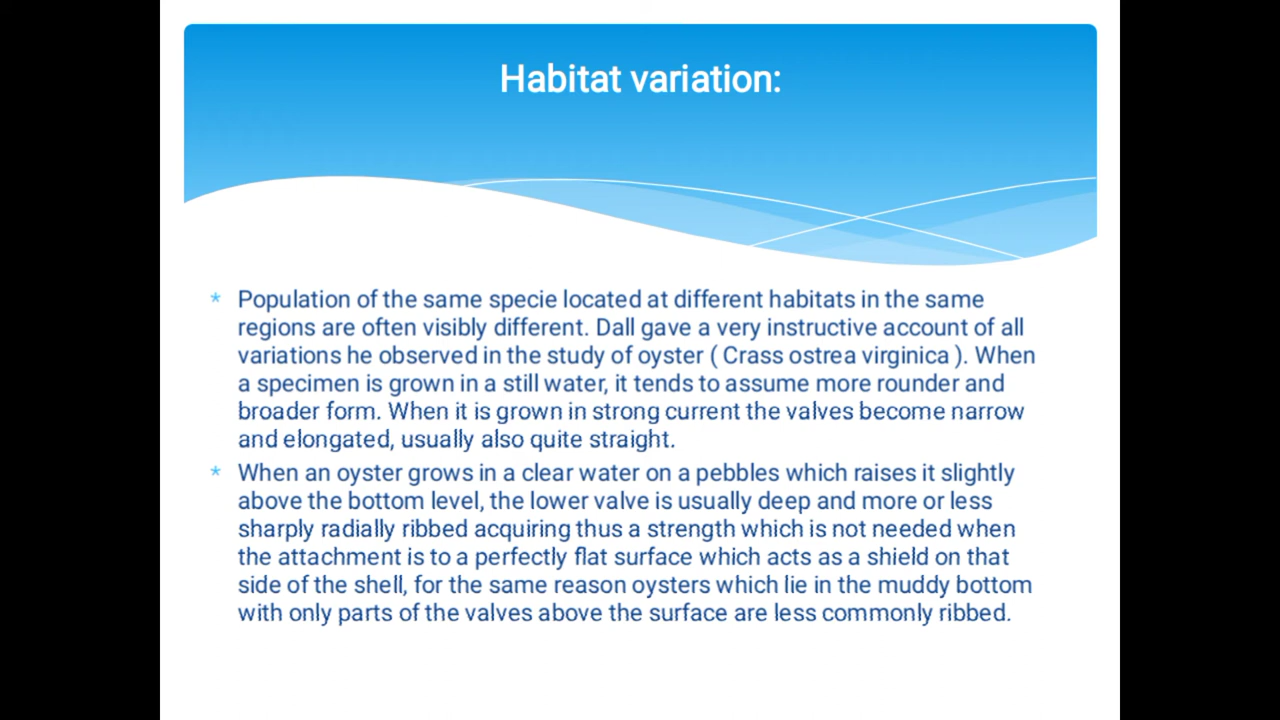 Habitat variation:
* Population of the same specie located at different habitats in the same
regions are often visibly different. Dall gave a very instructive account of all
variations he observed in the study of oyster ( Crass ostrea virginica ). When
a specimen is grown in a still water, it tends to assume more rounder and
broader form. When it is grown in strong current the valves become narrow
and elongated, usually also quite straight.
* When an oyster grows in a clear water on a pebbles which raises it slightly
above the bottom level, the lower valve is usually deep and more or less
sharply radially ribbed acquiring thus a strength which is not needed when
the attachment is to a perfectly flat surface which acts as a shield on that
side of the shell, for the same reason oysters which lie in the muddy bottom
with only parts of the valves above the surface are less commonly ribbed.